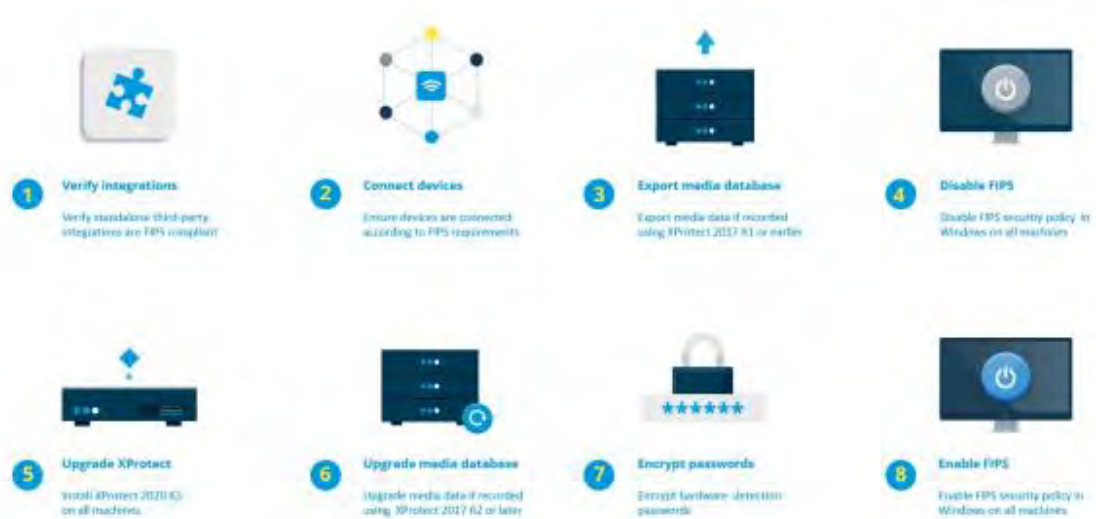 1
Verify integrations
Verify standalone third-party
integrations are FIPS compliant
2
Connect devices
Ensure devices are connected
according to FIPS requirements
3
Export media database
Export media data if recorded
using XProtect 2017 R1 or earlier
4
Disable FIPS
Disable FIPS security policy in
Windows on all machines
5
Upgrade XProtect
Install XProtect 2020 R3
on all machines
6
Upgrade media database
Upgrade media data if recorded
using XProtect 2017 R2 or later
7
Encrypt passwords
******
Encrypt hardware detection
passwords
8
Enable FIPS
Enable FIPS security policy in
Windows on all machines